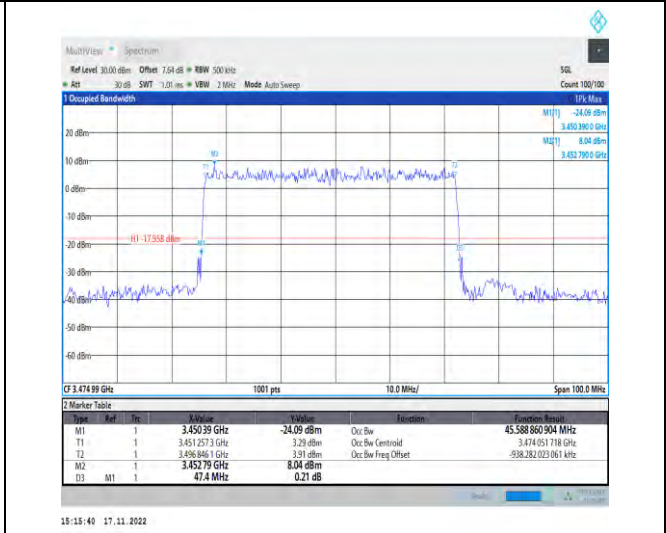 MultiView Spectrum
Ref Level 30.00 dBm Offset 7.64 dB RBW 500 kHz SGL
Att 30 dB SWT 1.01 ms VBW 2 MHz Mode Auto Sweep Count 100/100
1 Occupied Bandwidth 1Pk Max
M1[1] -24.09 dBm
3.450 390 0 GHz
M2[1] 8.04 dBm
3.452 790 0 GHz
20 dBm
M2
10 dBm
T1 T2
0 dBm
-10 dBm
H1 -17.958 dBm
-20 dBm
M1 D3
-30 dBm
-40 dBm
-50 dBm
-60 dBm
CF 3.474 99 GHz 1001 pts 10.0 MHz/ Span 100.0 MHz
2 Marker Table
Type Ref Trc X-Value Y-Value Function Function Result
M1 1 3.45039 GHz -24.09 dBm Occ Bw 45.588 860 904 MHz
T1 1 3.451 257 3 GHz 3.29 dBm Occ Bw Centroid 3.474 051 718 GHz
T2 1 3.496 846 1 GHz 3.91 dBm Occ Bw Freq Offset -938.282 023 061 kHz
M2 1 3.45279 GHz 8.04 dBm
D3 M1 1 47.4 MHz 0.21 dB
15:15:40 17.11.2022